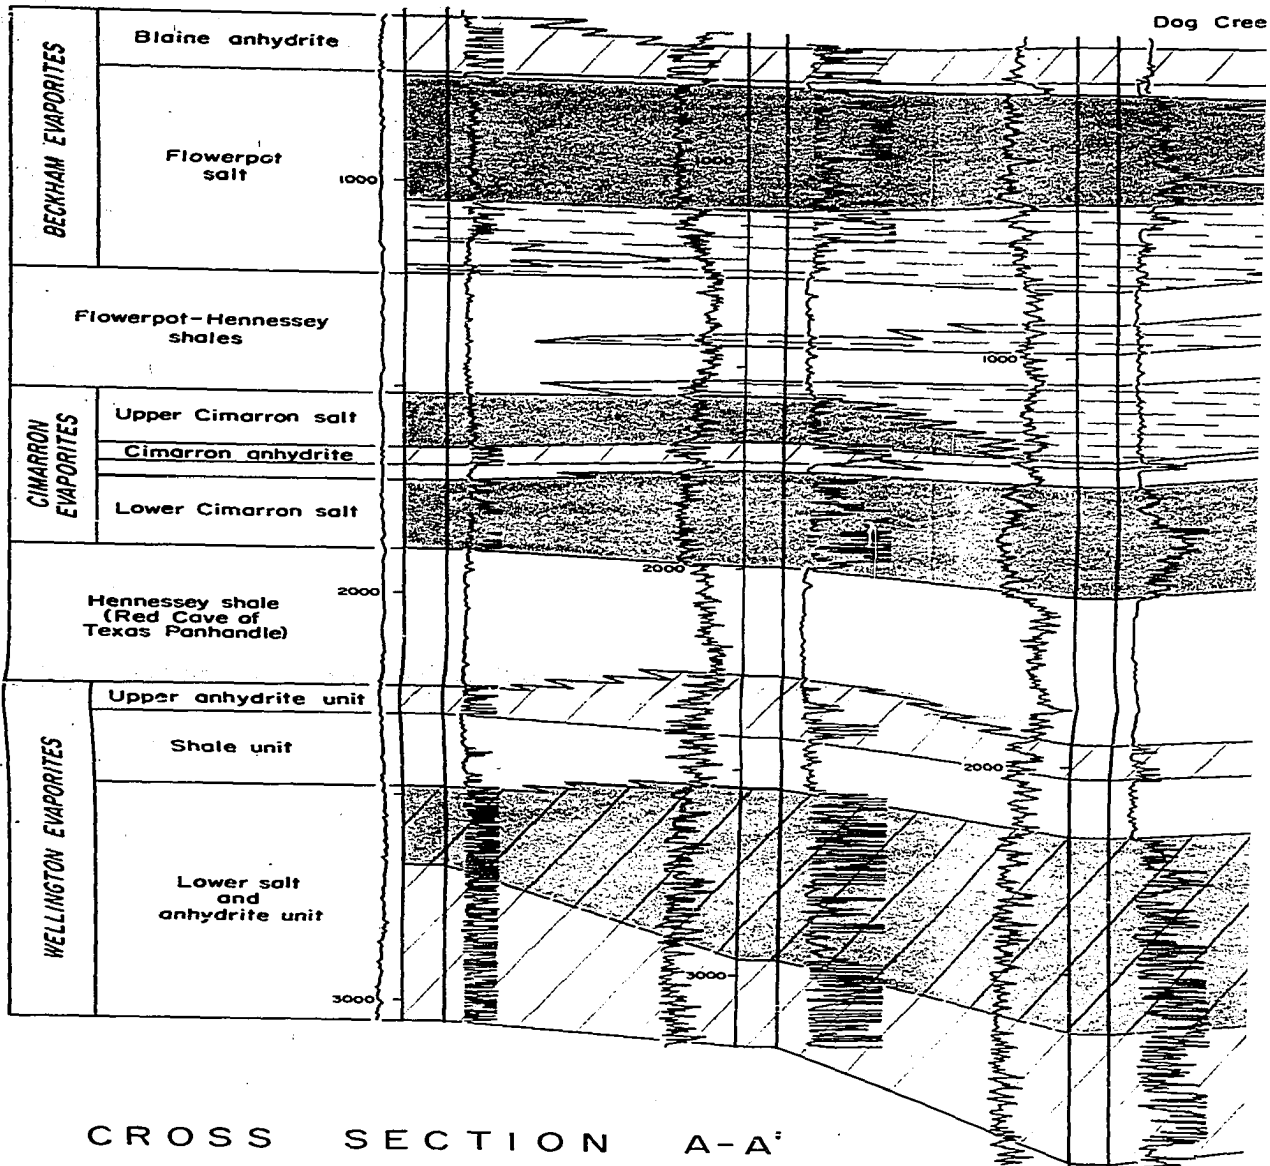 Dog Cree
BECKHAM EVAPORITES
Blaine anhydrite
Flowerpot
salt
1000
1000
Flowerpot-Hennessey
shales
1000
CIMARRON
EVAPORITES
Upper Cimarron salt
Cimarron anhydrite
Lower Cimarron salt
2000
2000
Hennessey shale
(Red Cave of
Texas Panhandle)
WELLINGTON EVAPORITES
Upper anhydrite unit
Shale unit
2000
Lower salt
and
anhydrite unit
3000
3000
CROSS SECTION A-A'